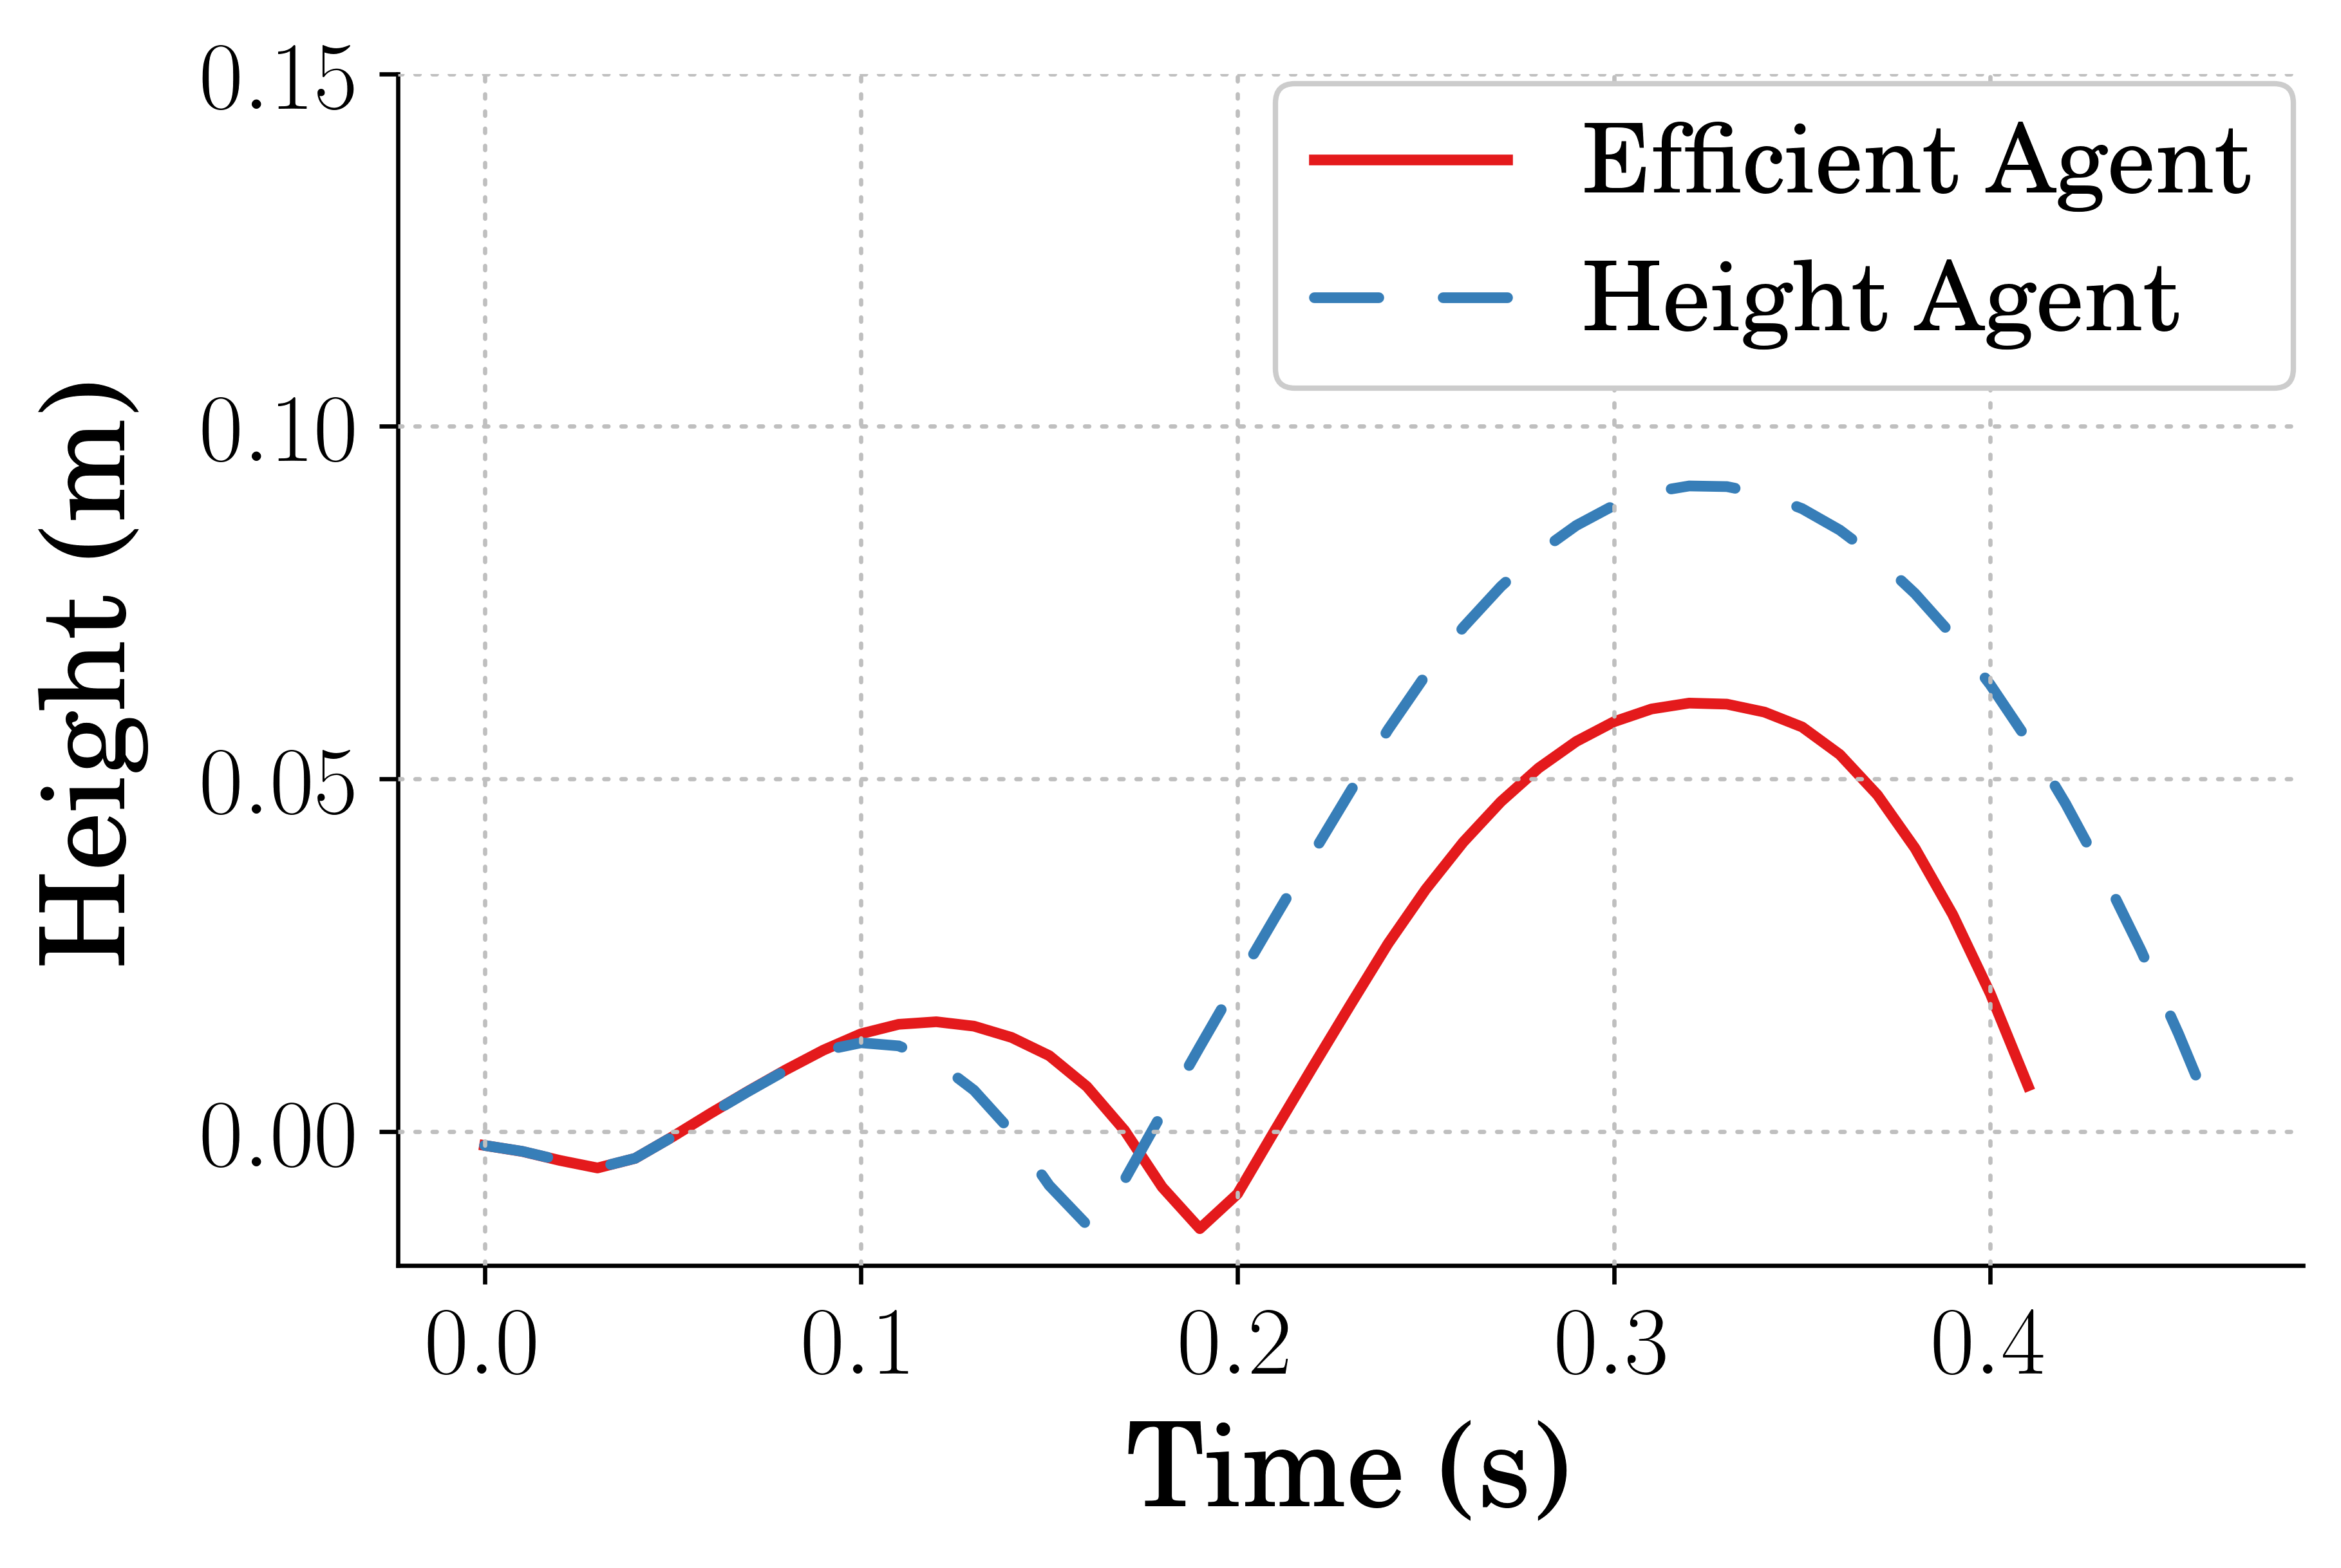 0.15
0.10
0.05
0.00
Height (m)
Efficient Agent
Height Agent
0.0 0.1 0.2 0.3 0.4
Time (s)